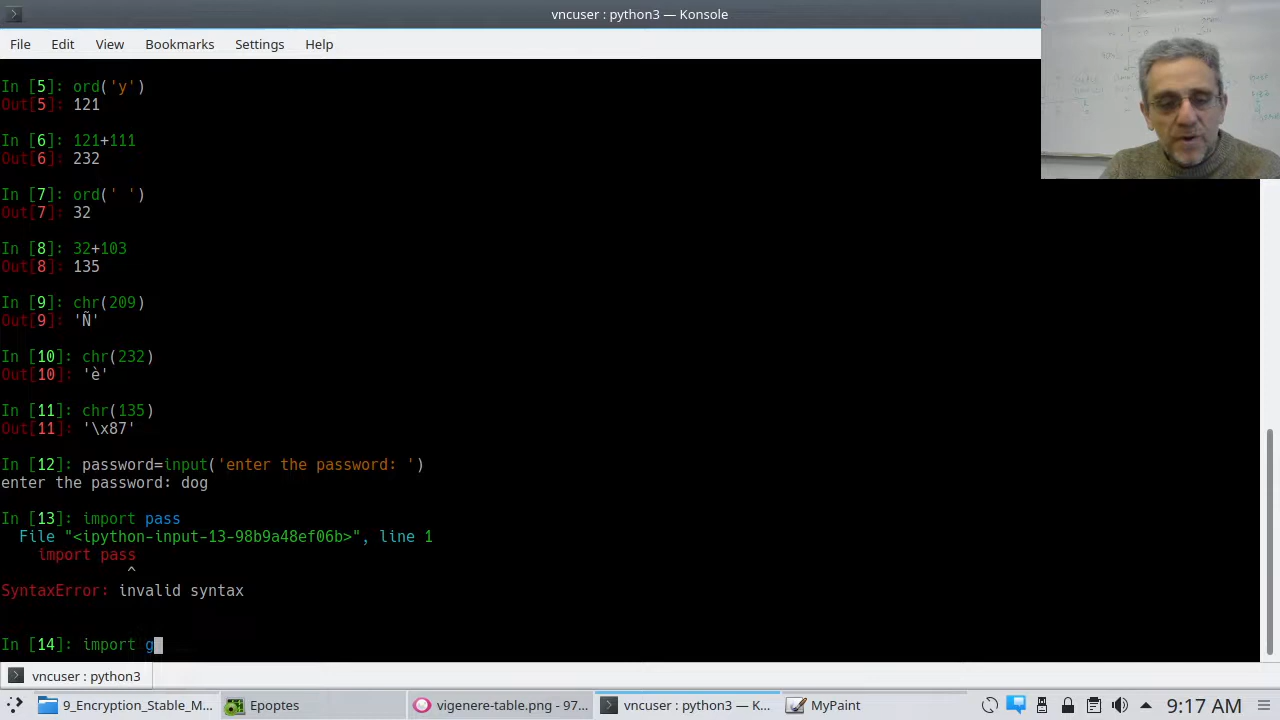 vncuser : python3 — Konsole
File Edit View Bookmarks Settings Help
In [5]: ord('y')
Out[5]: 121
In [6]: 121+111
Out[6]: 232
In [7]: ord(' ')
Out[7]: 32
In [8]: 32+103
Out[8]: 135
In [9]: chr(209)
Out[9]: 'Ñ'
In [10]: chr(232)
Out[10]: 'è'
In [11]: chr(135)
Out[11]: '\x87'
In [12]: password=input('enter the password: ')
enter the password: dog
In [13]: import pass
File "<ipython-input-13-98b9a48ef06b>", line 1
import pass
^
SyntaxError: invalid syntax
In [14]: import g
vncuser : python3
9_Encryption_Stable_M... Epoptes vigenere-table.png - 97... vncuser : python3 — K... MyPaint 9:17 AM